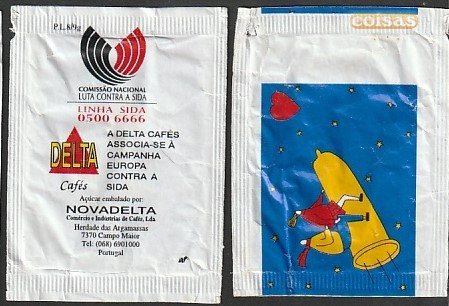 P.L. 8/9g
COMISSÃO NACIONAL
LUTA CONTRA A SIDA
LINHA SIDA
0500 6666
DELTA
Cafés
A DELTA CAFÉS
ASSOCIA-SE À
CAMPANHA
EUROPA
CONTRA A
SIDA
Açúcar embalado por:
NOVADELTA
Comércio e Indústrias de Cafés, Lda.
Herdade das Argamassas
7370 Campo Maior
Tel: (068) 6901000
Portugal
coisas